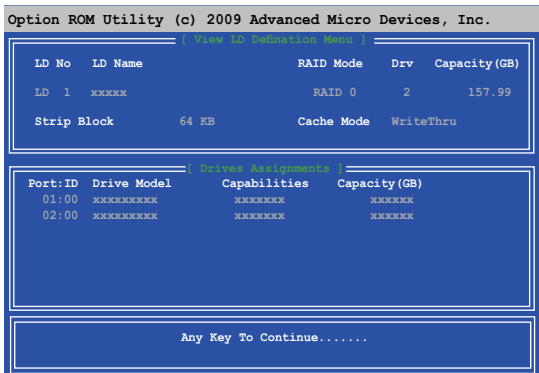 Option ROM Utility (c) 2009 Advanced Micro Devices, Inc.
[ View LD Defination Menu ]
LD No LD Name RAID Mode Drv Capacity(GB)
LD 1 xxxxx RAID 0 2 157.99
Strip Block 64 KB Cache Mode WriteThru
[ Drives Assignments ]
Port:ID Drive Model Capabilities Capacity(GB)
01:00 xxxxxxxxx xxxxxxx xxxxxx
02:00 xxxxxxxxx xxxxxxx xxxxxx
Any Key To Continue.......